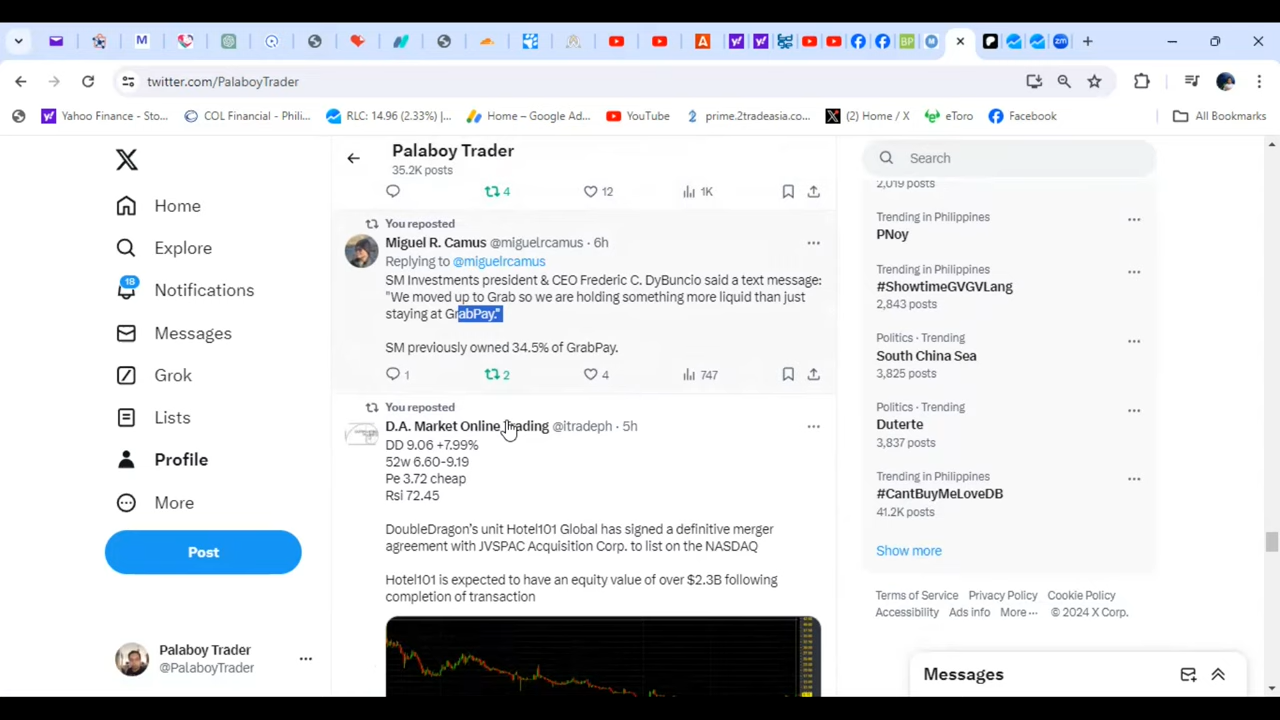 twitter.com/PalaboyTrader
Yahoo Finance - Sto...
COL Financial - Phili...
RLC: 14.96 (2.33%) |...
Home – Google Ad...
YouTube
prime.2tradeasia.co...
(2) Home / X
eToro
Facebook
All Bookmarks
Home
Explore
18
Notifications
Messages
Grok
Lists
Profile
More
Post
Palaboy Trader
@PalaboyTrader
Palaboy Trader
35.2K posts
4
12
1K
You reposted
Miguel R. Camus @miguelrcamus · 6h
Replying to @miguelrcamus
SM Investments president & CEO Frederic C. DyBuncio said a text message:
"We moved up to Grab so we are holding something more liquid than just
staying at GrabPay."
SM previously owned 34.5% of GrabPay.
1
2
4
747
You reposted
D.A. Market Online Trading @itradeph · 5h
DD 9.06 +7.99%
52w 6.60-9.19
Pe 3.72 cheap
Rsi 72.45
DoubleDragon's unit Hotel101 Global has signed a definitive merger
agreement with JVSPAC Acquisition Corp. to list on the NASDAQ
Hotel101 is expected to have an equity value of over $2.3B following
completion of transaction
Search
2,019 posts
Trending in Philippines
PNoy
Trending in Philippines
#ShowtimeGVGVLang
2,843 posts
Politics · Trending
South China Sea
3,825 posts
Politics · Trending
Duterte
3,837 posts
Trending in Philippines
#CantBuyMeLoveDB
41.2K posts
Show more
Terms of Service Privacy Policy Cookie Policy
Accessibility Ads info More ··· © 2024 X Corp.
Messages